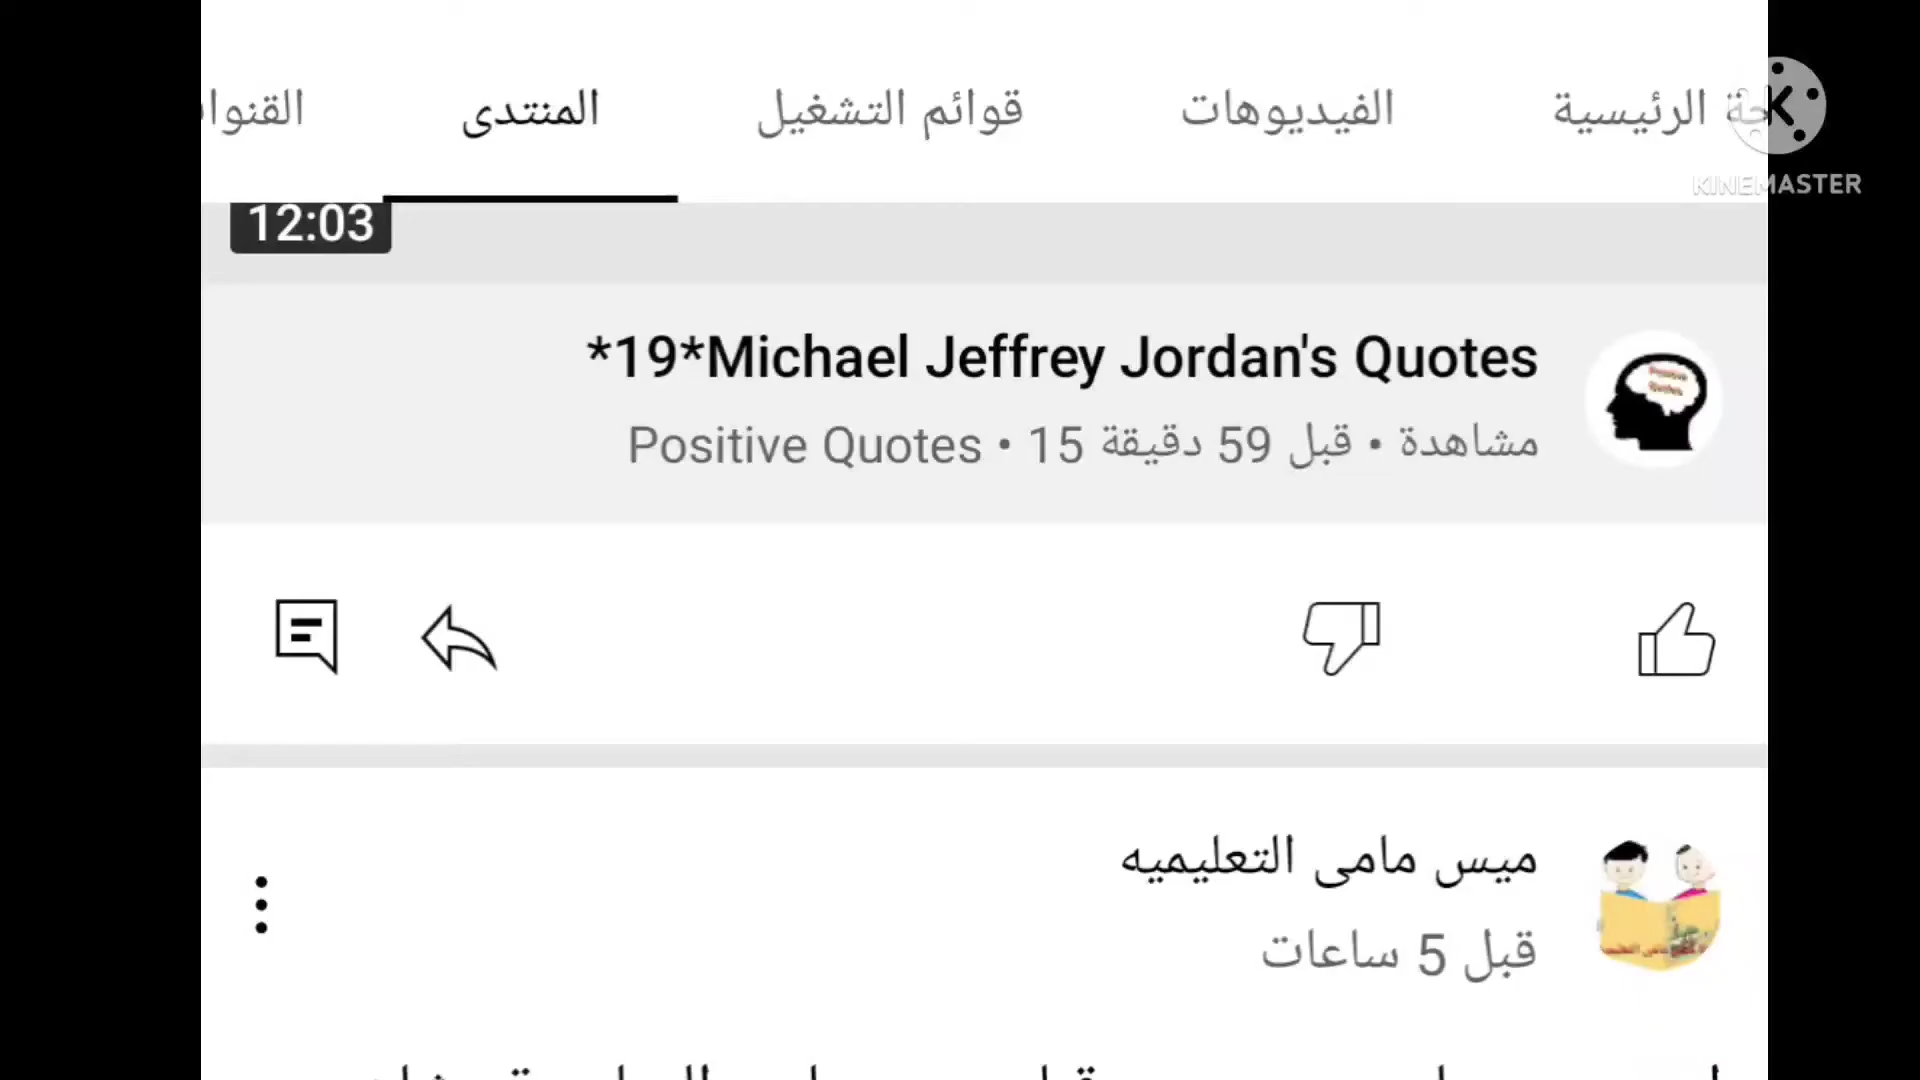 الرئيسية الفيديوهات قوائم التشغيل المنتدى
KINEMASTER
12:03
*19*Michael Jeffrey Jordan's Quotes
Positive Quotes • 15 مشاهدة • قبل 59 دقيقة
ميس مامى التعليميه
قبل 5 ساعات